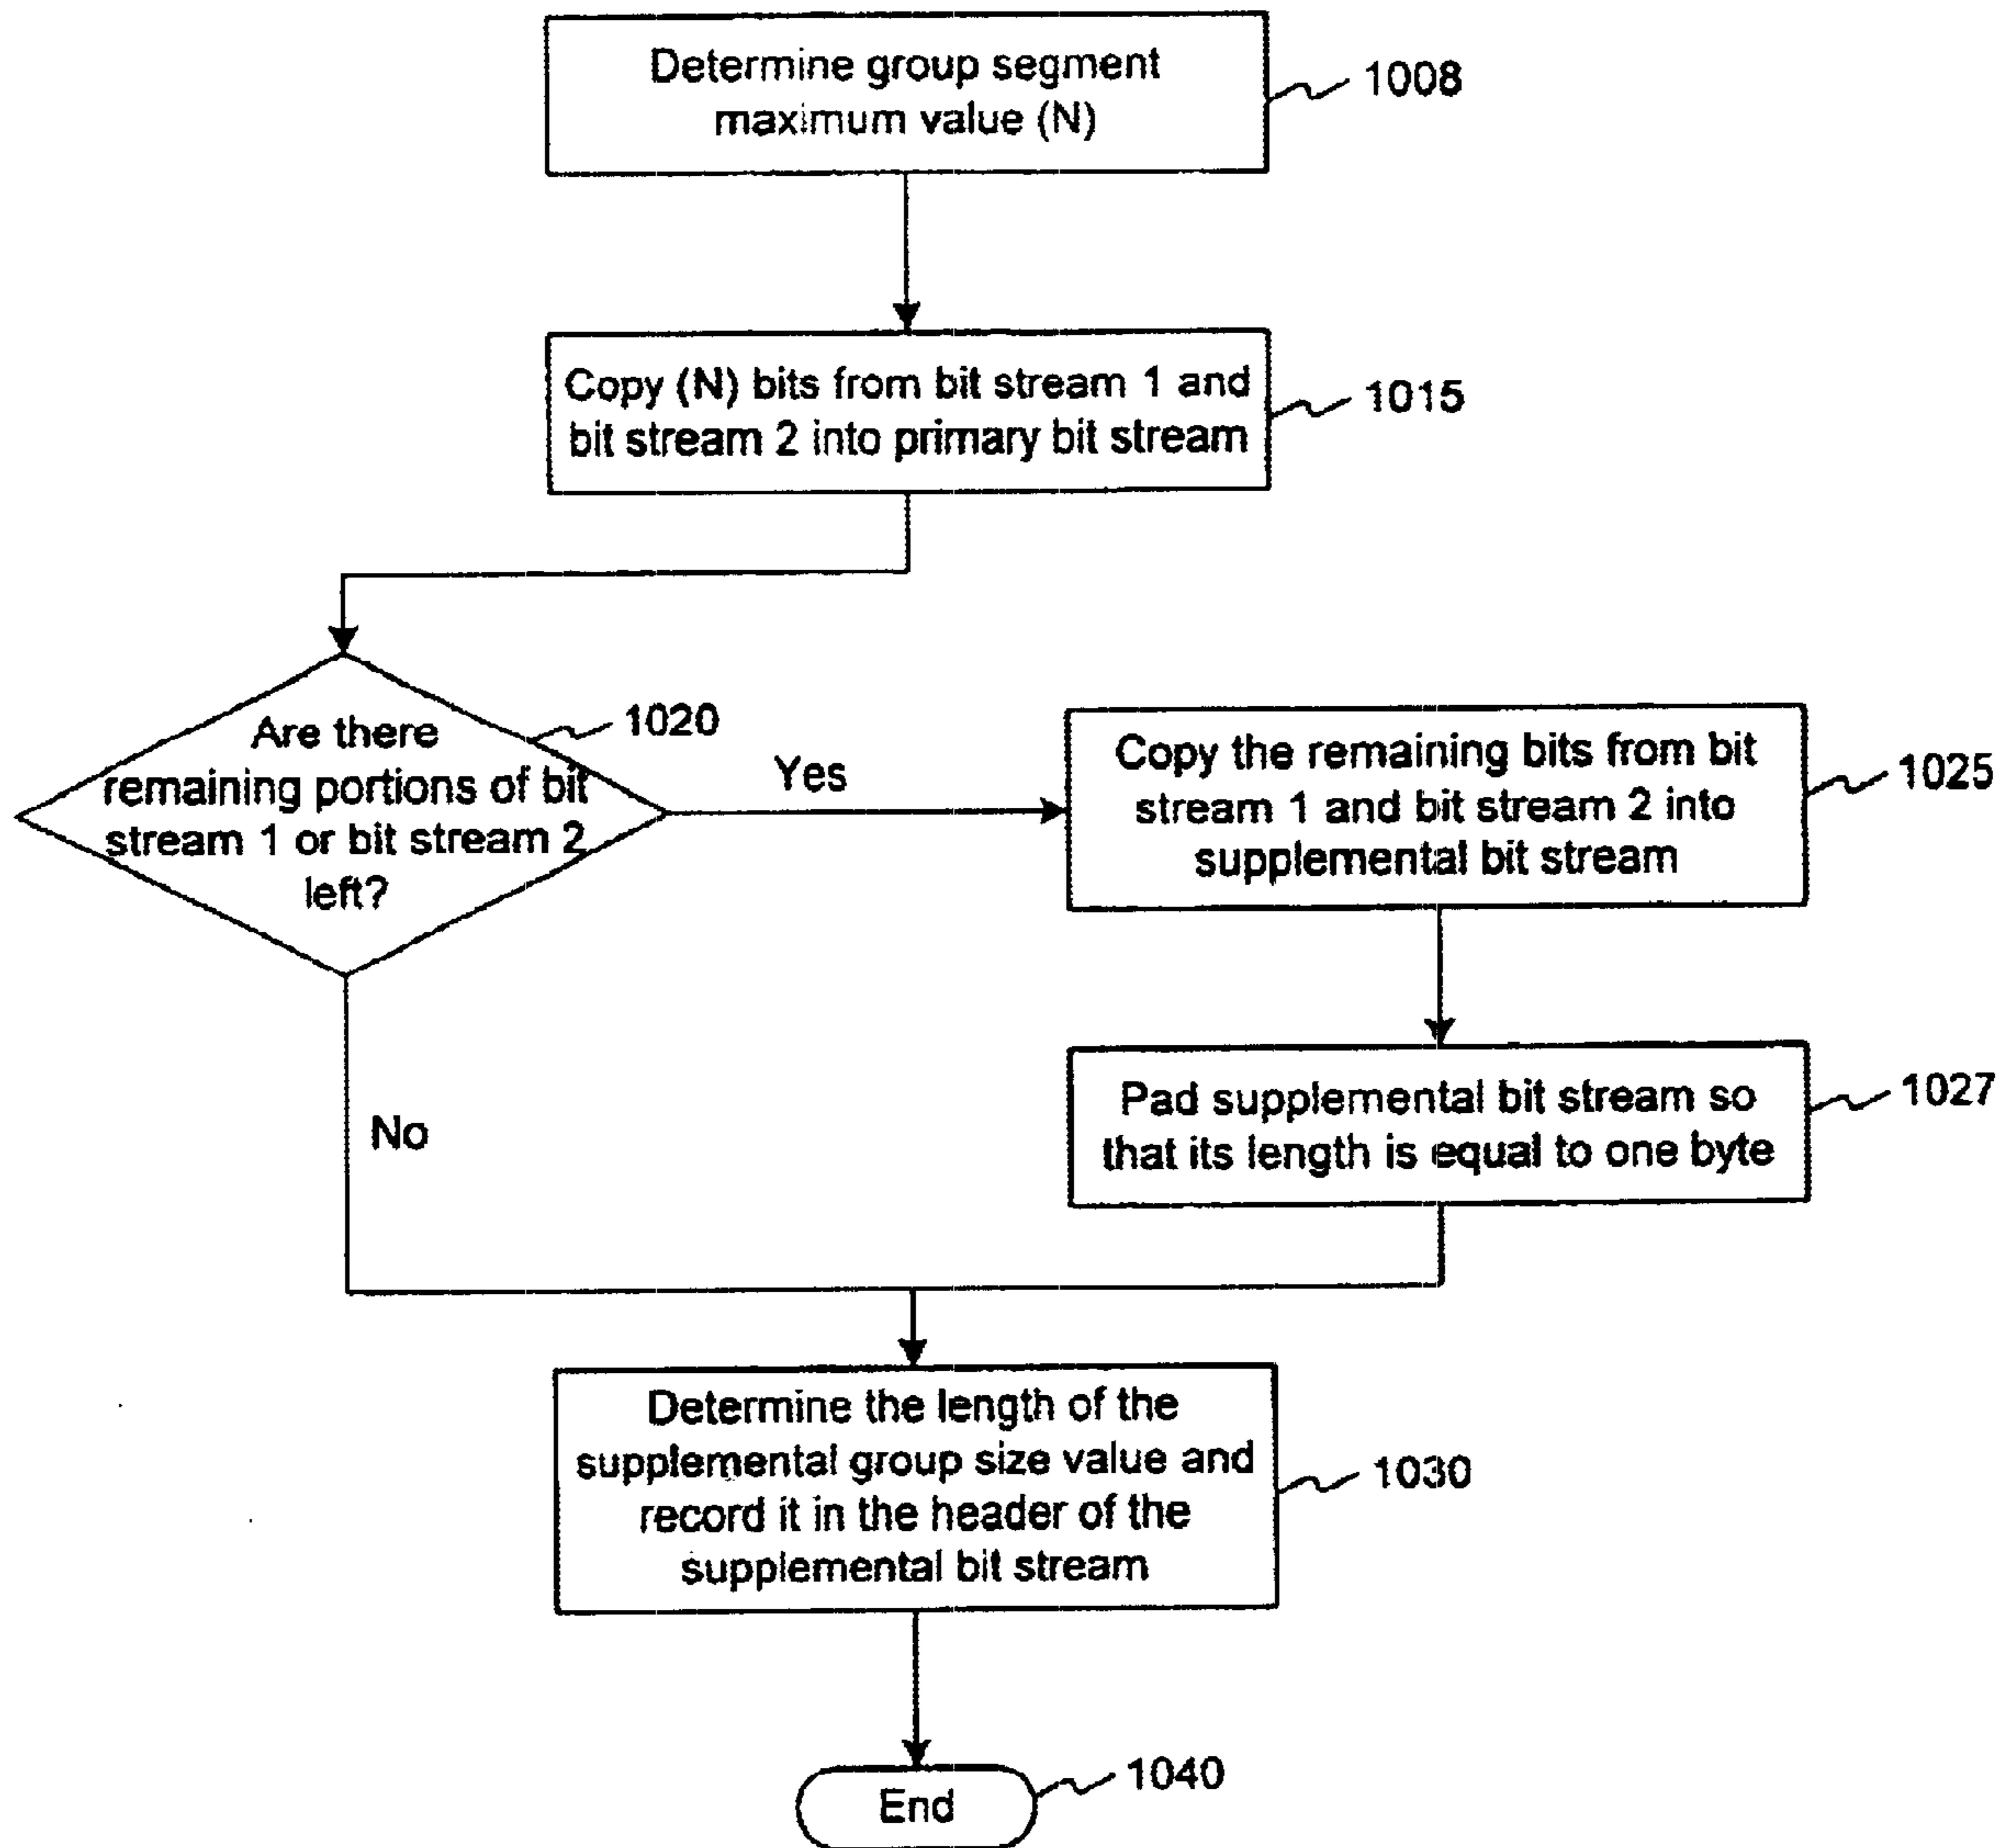 Determine group segment
maximum value (N)
1008
Copy (N) bits from bit stream 1 and
bit stream 2 into primary bit stream
1015
Are there
remaining portions of bit
stream 1 or bit stream 2
left?
1020
Yes
Copy the remaining bits from bit
stream 1 and bit stream 2 into
supplemental bit stream
1025
No
Pad supplemental bit stream so
that its length is equal to one byte
1027
Determine the length of the
supplemental group size value and
record it in the header of the
supplemental bit stream
1030
End
1040